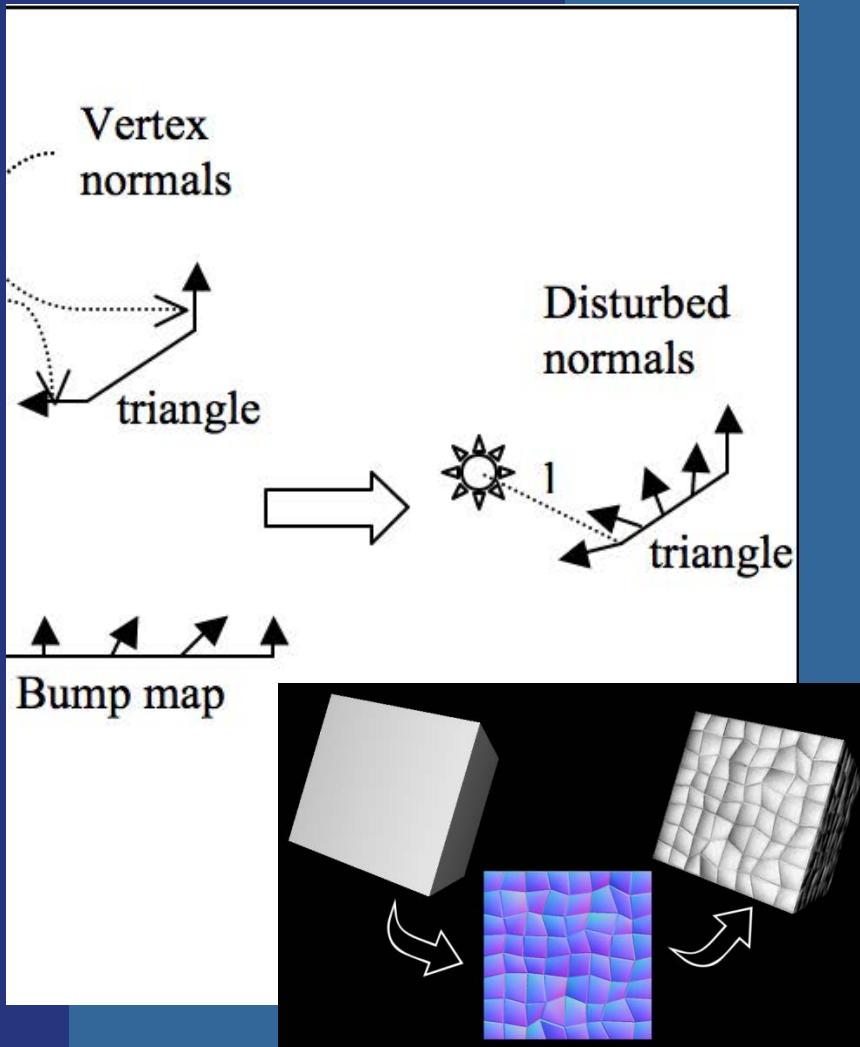 Vertex
normals
triangle
Disturbed
normals
l
triangle
Bump map